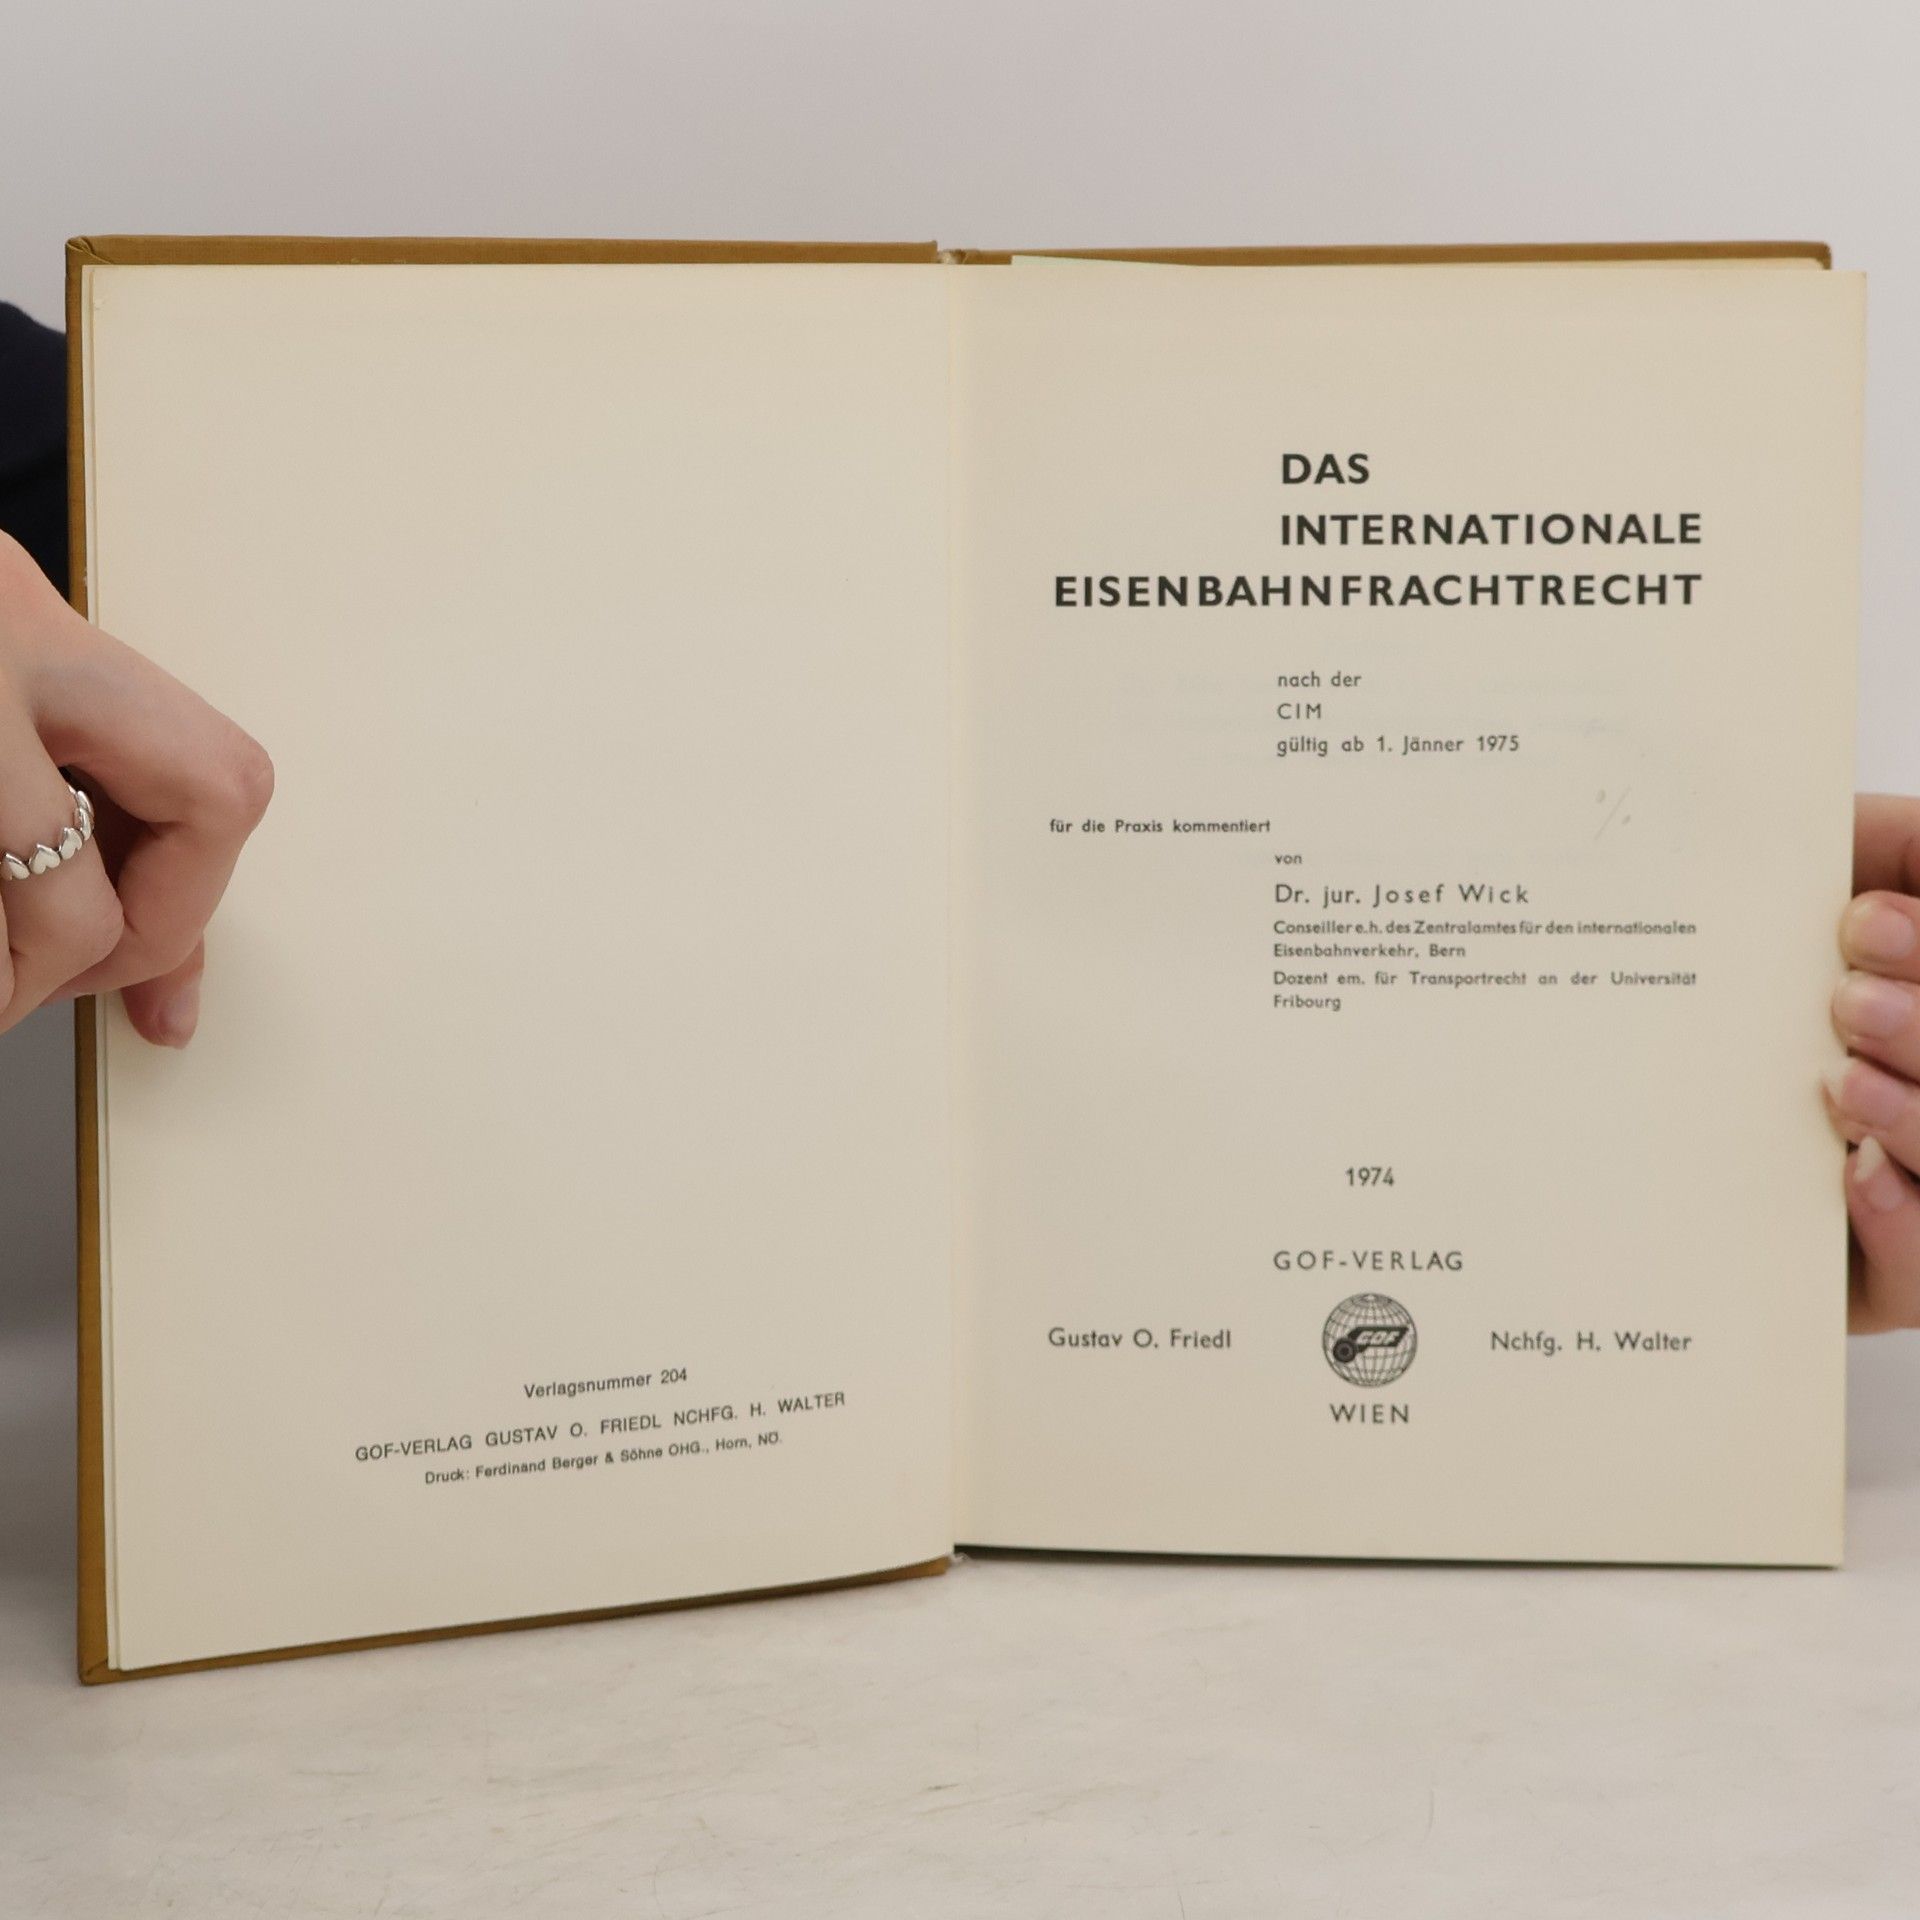 Verlagsnummer 204
GOF-VERLAG GUSTAV O. FRIEDL NCHFG. H. WALTER
Druck: Ferdinand Berger & Söhne OHG., Horn, NÖ.
DAS
INTERNATIONALE
EISENBAHNFRACHTRECHT
nach der
CIM
gültig ab 1. Jänner 1975
%
für die Praxis kommentiert
von
Dr. jur. Josef Wick
Conseiller e.h. des Zentralamtes für den internationalen
Eisenbahnverkehr, Bern
Dozent em. für Transportrecht an der Universität
Fribourg
1974
GOF-VERLAG
Gustav O. Friedl GOF Nchfg. H. Walter
WIEN